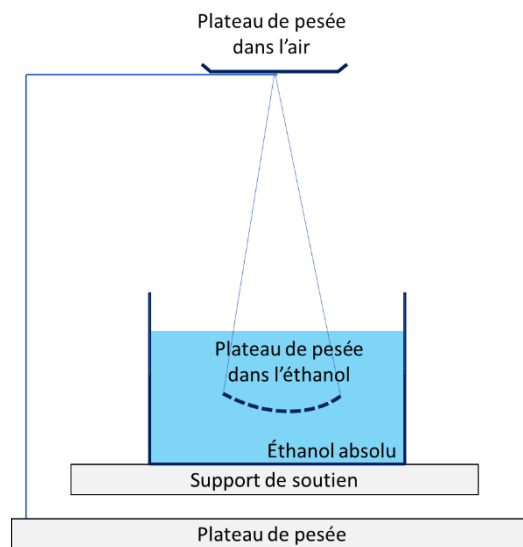 Plateau de pesée
dans l'air
Plateau de pesée
dans l'éthanol
Éthanol absolu
Support de soutien
Plateau de pesée